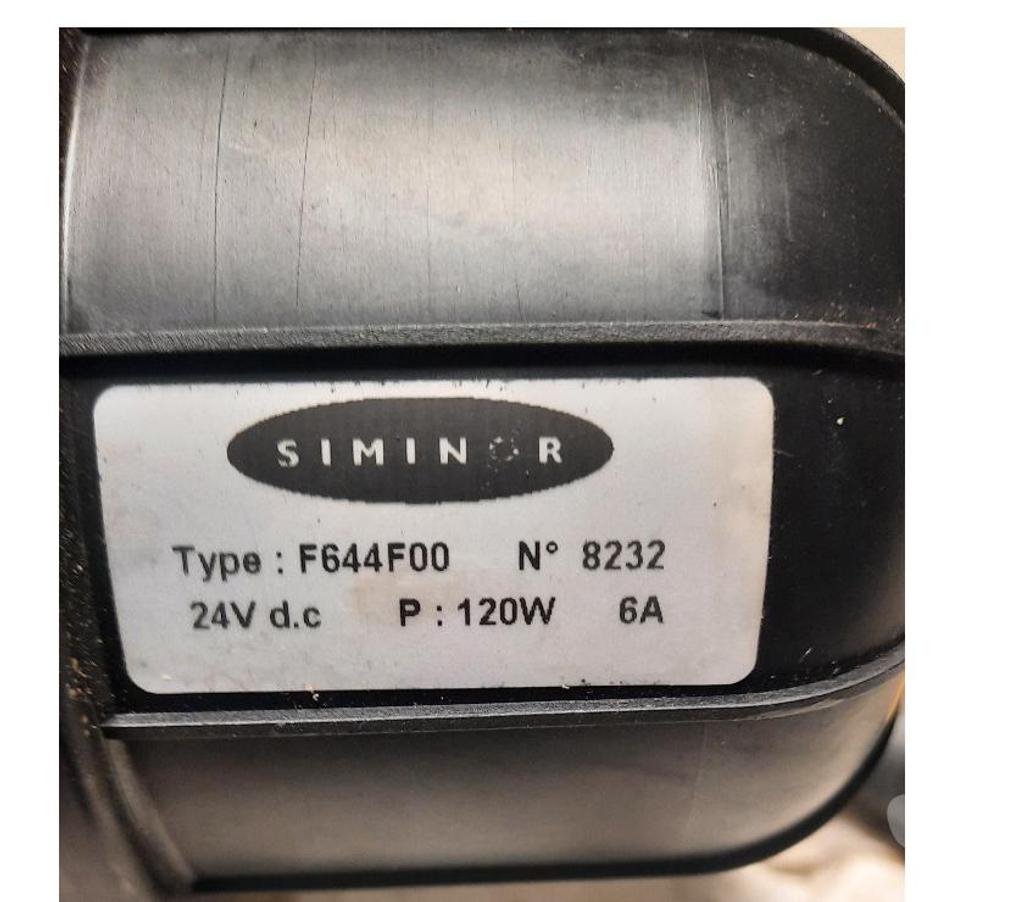 SIMINOR
Type : F644F00 N° 8232
24V d.c P : 120W 6A